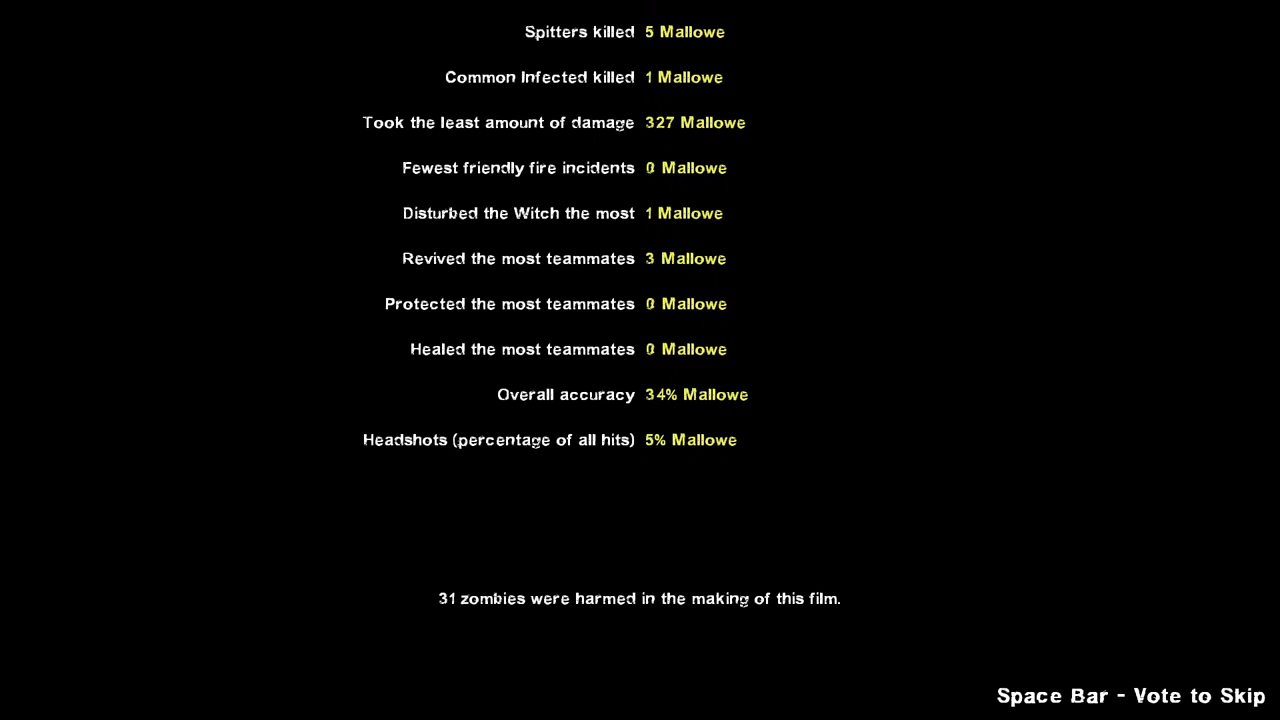 Spitters killed 5 Mallowe
Common Infected killed 1 Mallowe
Took the least amount of damage 327 Mallowe
Fewest friendly fire incidents 0 Mallowe
Disturbed the Witch the most 1 Mallowe
Revived the most teammates 3 Mallowe
Protected the most teammates 0 Mallowe
Healed the most teammates 0 Mallowe
Overall accuracy 34% Mallowe
Headshots (percentage of all hits) 5% Mallowe
31 zombies were harmed in the making of this film.
Space Bar - Vote to Skip